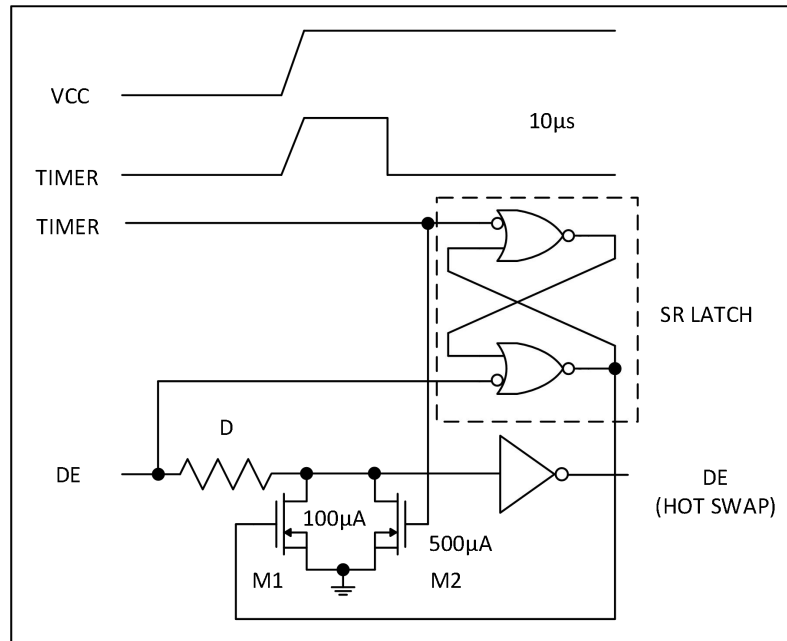 VCC
10μs
TIMER
TIMER
SR LATCH
D
DE
DE
(HOT SWAP)
100μA
500μA
M1
M2